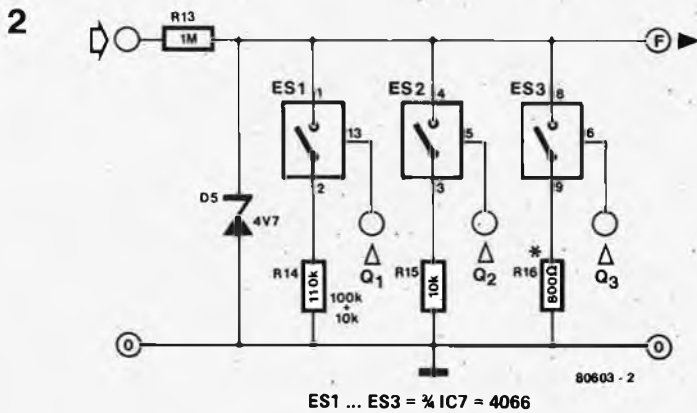 2
R13
1M
F
ES1
1
13
2
ES2
4
5
3
ES3
8
6
9
D5
4V7
R14
110k
100k
+
10k
Q1
R15
10k
Q2
*
R16
800Ω
Q3
0
0
80603 - 2
ES1 ... ES3 = ¾ IC7 = 4066